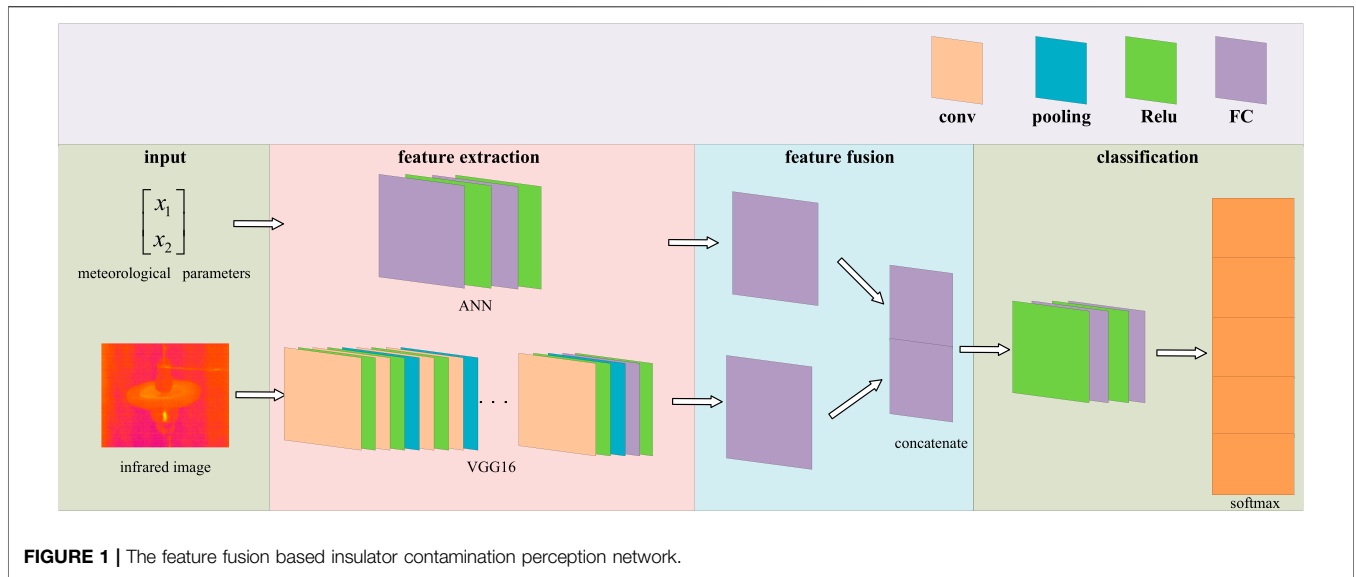 conv pooling Relu FC
input feature extraction feature fusion classification
x₁
x₂
meteorological parameters
ANN
infrared image
. . .
VGG16
concatenate
softmax
FIGURE 1 | The feature fusion based insulator contamination perception network.